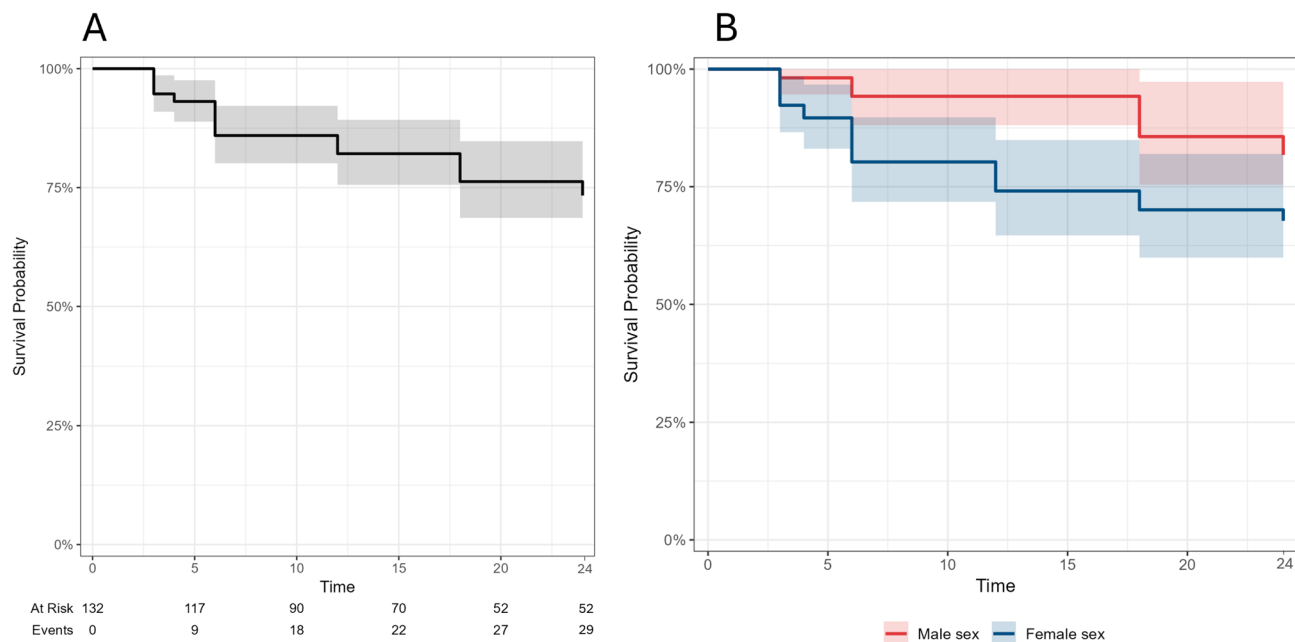 A
100%
75%
50%
25%
0%
Survival Probability
0 5 10 15 20 24
Time
At Risk 132 117 90 70 52 52
Events 0 9 18 22 27 29
B
100%
75%
50%
25%
0%
Survival Probability
0 5 10 15 20 24
Time
Male sex Female sex